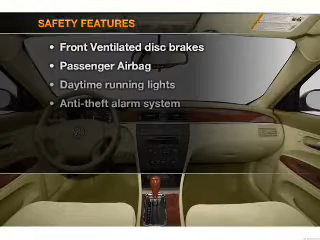 SAFETY FEATURES
• Front Ventilated disc brakes
• Passenger Airbag
• Daytime running lights
• Anti-theft alarm system